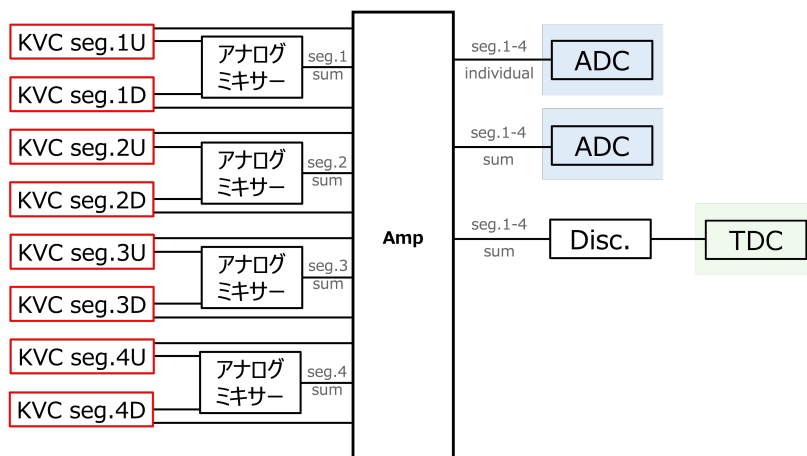 KVC seg.1U
KVC seg.1D
アナログ
ミキサー
seg.1
sum
KVC seg.2U
KVC seg.2D
アナログ
ミキサー
seg.2
sum
KVC seg.3U
KVC seg.3D
アナログ
ミキサー
seg.3
sum
KVC seg.4U
KVC seg.4D
アナログ
ミキサー
seg.4
sum
Amp
seg.1-4
individual
ADC
seg.1-4
sum
ADC
seg.1-4
sum
Disc.
TDC